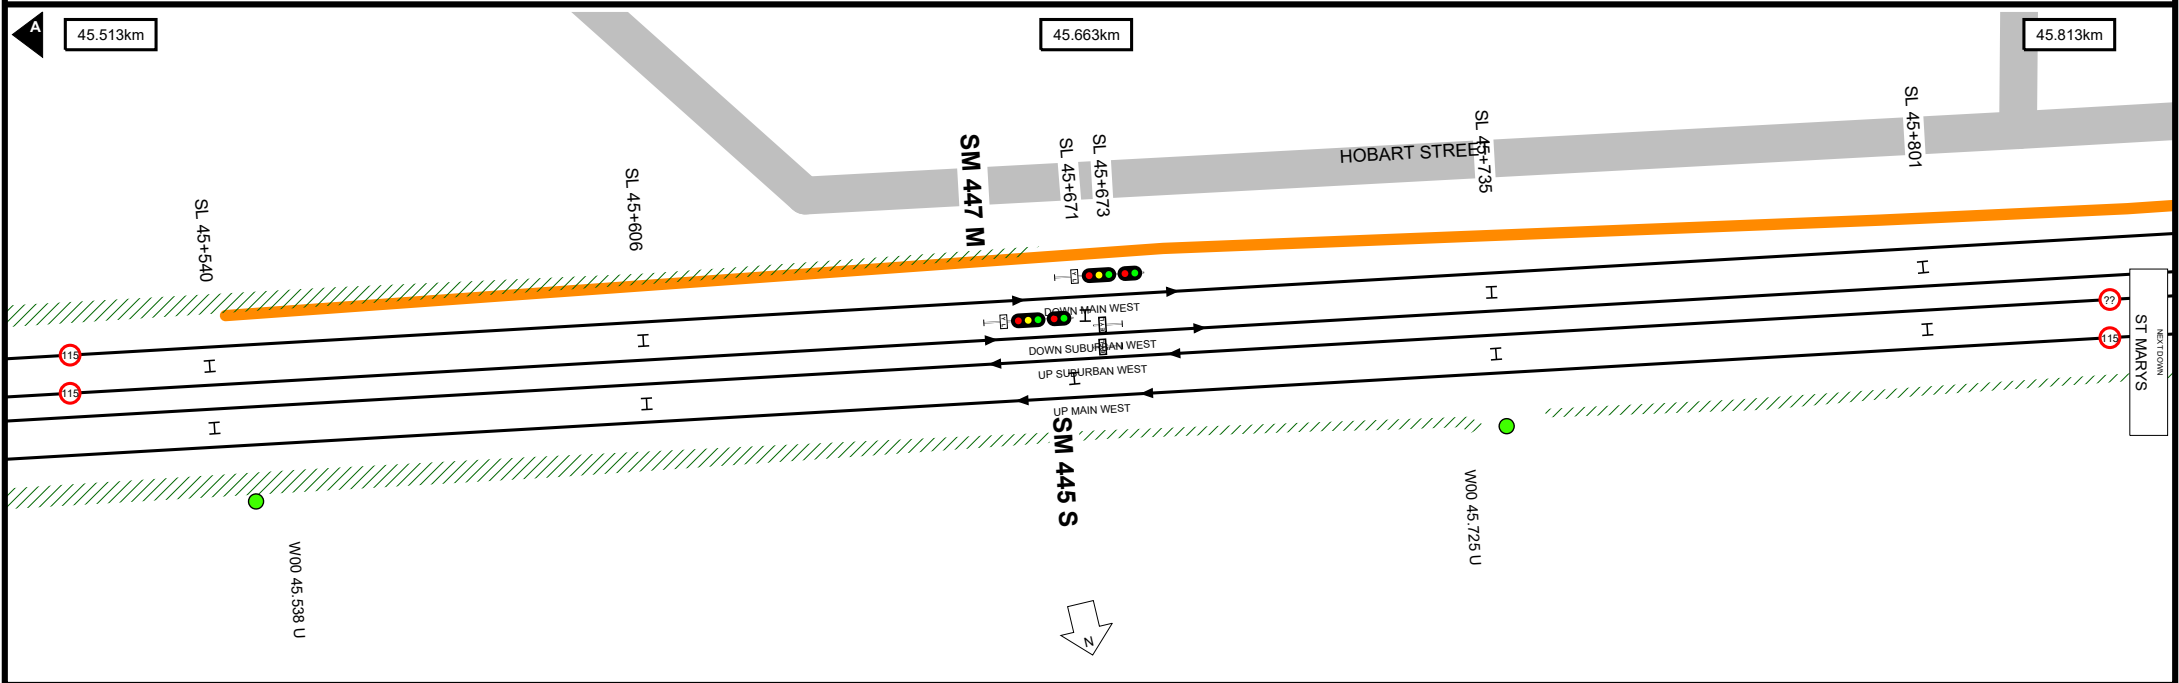 A
45.513km
45.663km
45.813km
SL 45+540
SL 45+606
SM 447 M
SL 45+671
SL 45+673
HOBART STREET
SL 45+735
SL 45+801
DOWN MAIN WEST
DOWN SUBURBAN WEST
UP SUBURBAN WEST
UP MAIN WEST
115
115
??
115
ST MARYS
NEXT DOWN
SM 445 S
W00 45.538 U
W00 45.725 U
N